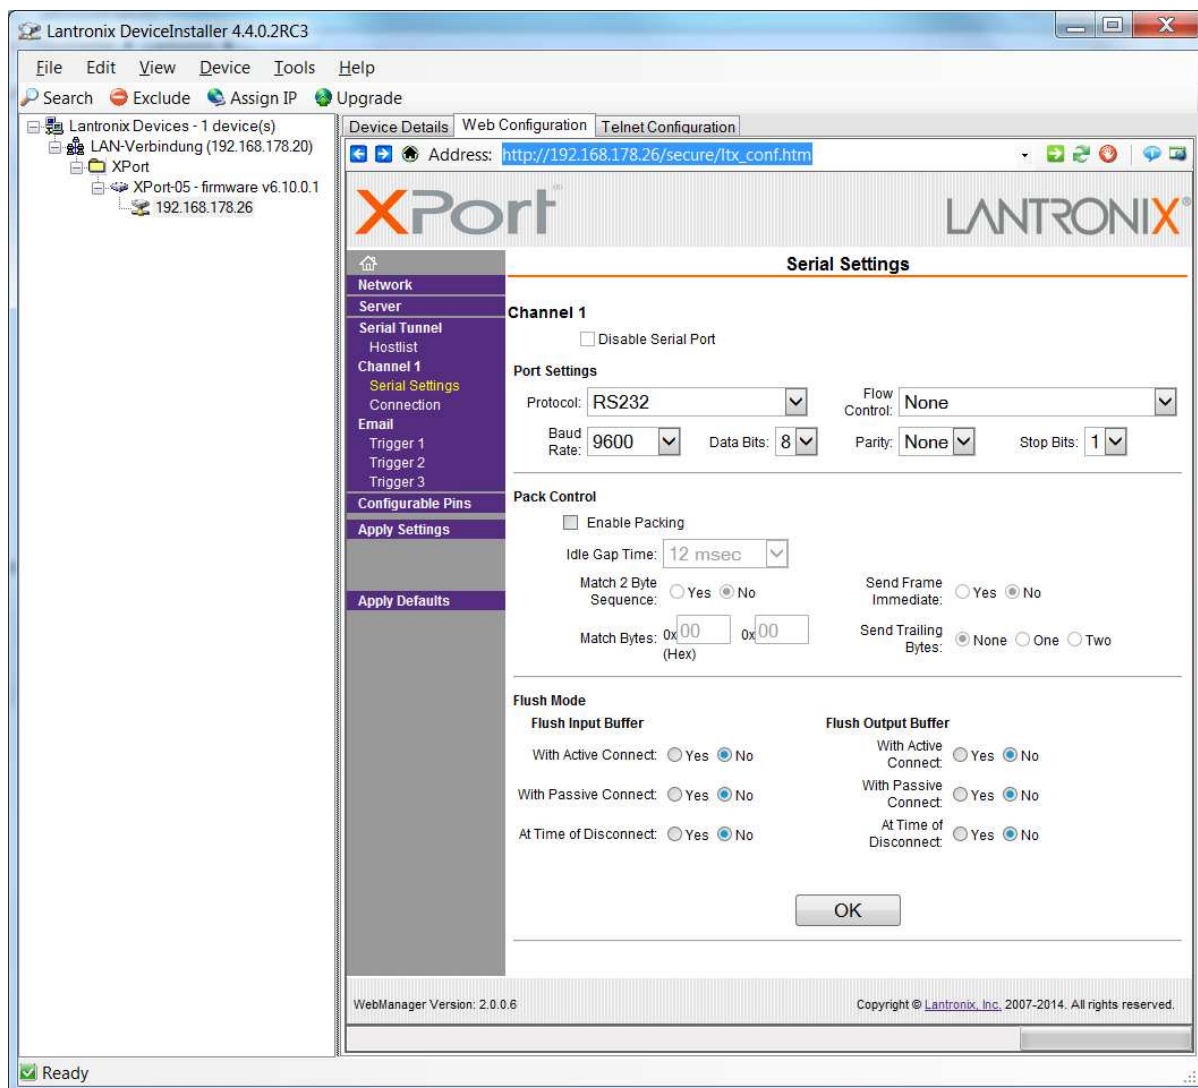 Lantronix DeviceInstaller 4.4.0.2RC3
File Edit View Device Tools Help
Search Exclude Assign IP Upgrade
Lantronix Devices - 1 device(s)
LAN-Verbindung (192.168.178.20)
XPort
XPort-05 - firmware v6.10.0.1
192.168.178.26
Device Details Web Configuration Telnet Configuration
Address: http://192.168.178.26/secure/ltx_conf.htm
XPort®
LANTRONIX®
Network
Server
Serial Tunnel
Hostlist
Channel 1
Serial Settings
Connection
Email
Trigger 1
Trigger 2
Trigger 3
Configurable Pins
Apply Settings
Apply Defaults
Serial Settings
Channel 1
Disable Serial Port
Port Settings
Protocol: RS232 Flow
Control: None
Baud
Rate: 9600 Data Bits: 8 Parity: None Stop Bits: 1
Pack Control
Enable Packing
Idle Gap Time: 12 msec
Match 2 Byte
Sequence: Yes No
Send Frame
Immediate: Yes No
Match Bytes: 0x00 0x00
(Hex)
Send Trailing
Bytes: None One Two
Flush Mode
Flush Input Buffer Flush Output Buffer
With Active Connect: Yes No
With Active
Connect: Yes No
With Passive Connect: Yes No
With Passive
Connect: Yes No
At Time of Disconnect: Yes No
At Time of
Disconnect: Yes No
OK
WebManager Version: 2.0.0.6 Copyright © Lantronix, Inc. 2007-2014. All rights reserved.
Ready